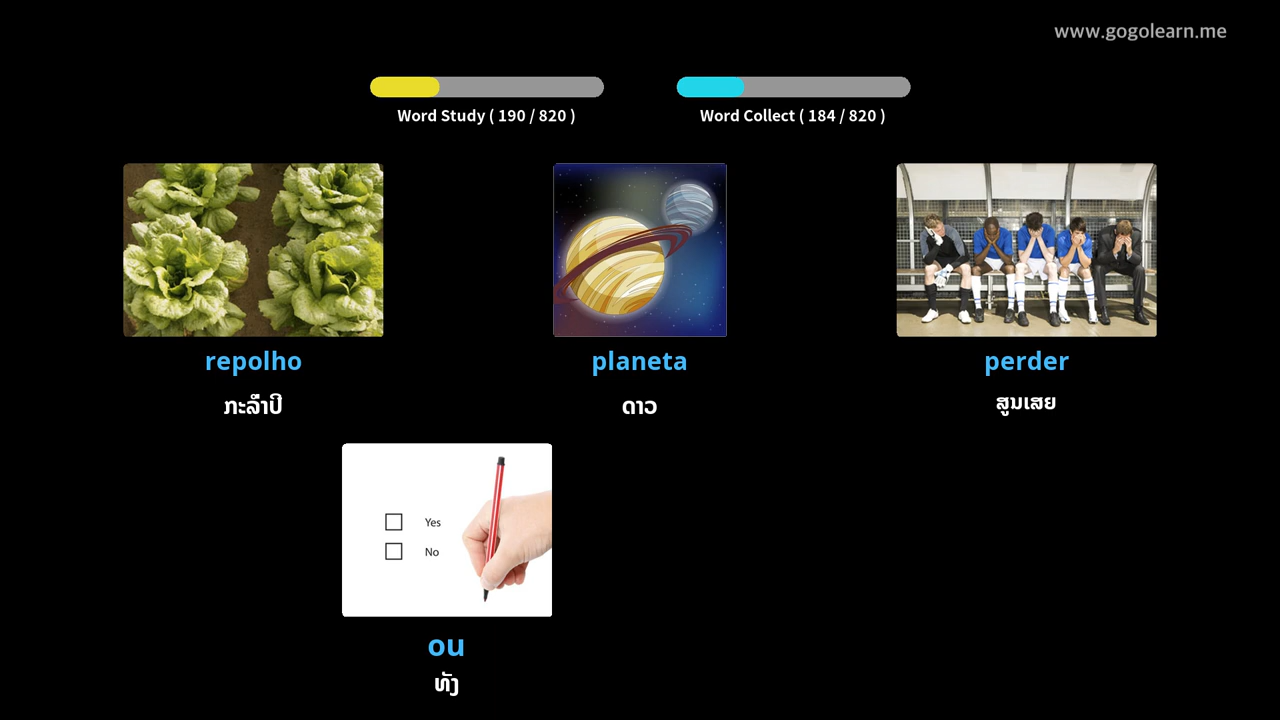 www.gogolearn.me
Word Study ( 190 / 820 )
Word Collect ( 184 / 820 )
repolho
planeta
perder
ກະລໍ່າປີ
ດາວ
ສູນເສຍ
Yes
No
ou
ທັງ